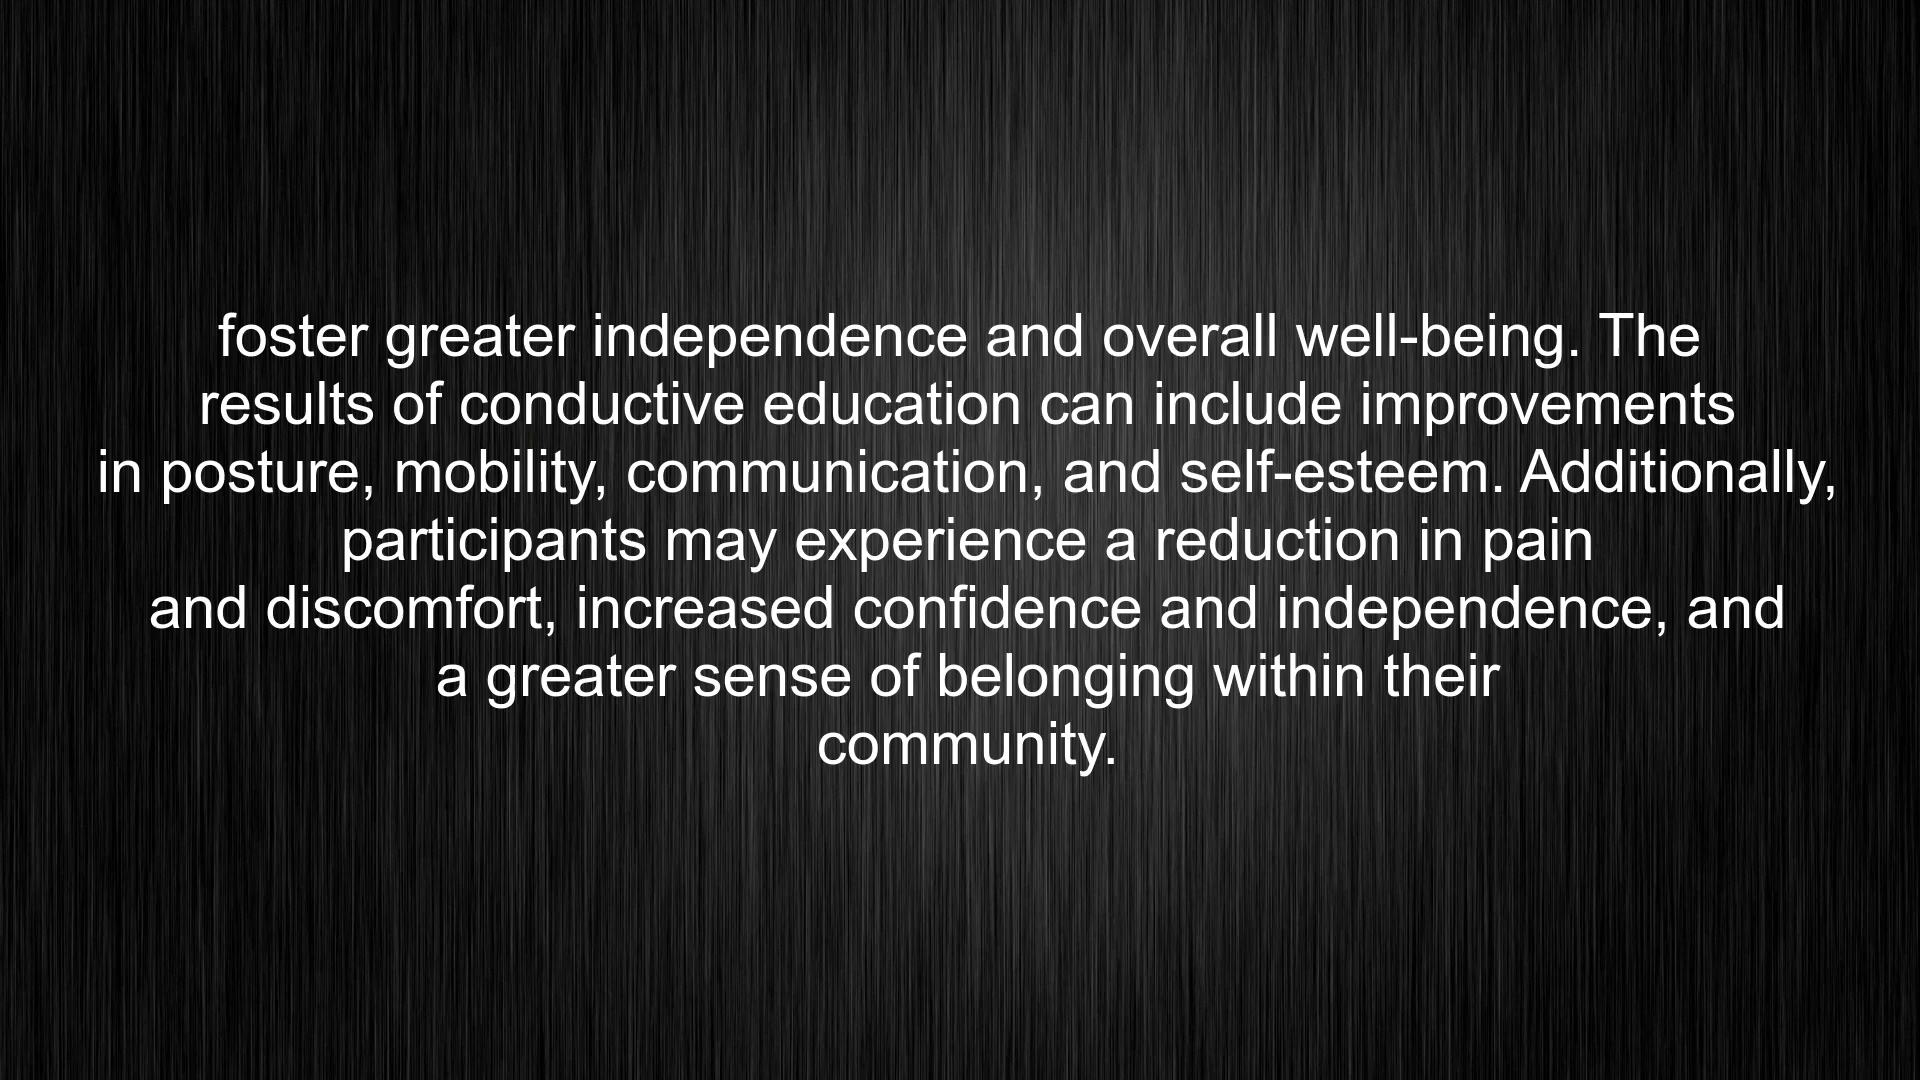 foster greater independence and overall well-being. The
results of conductive education can include improvements
in posture, mobility, communication, and self-esteem. Additionally,
participants may experience a reduction in pain
and discomfort, increased confidence and independence, and
a greater sense of belonging within their
community.